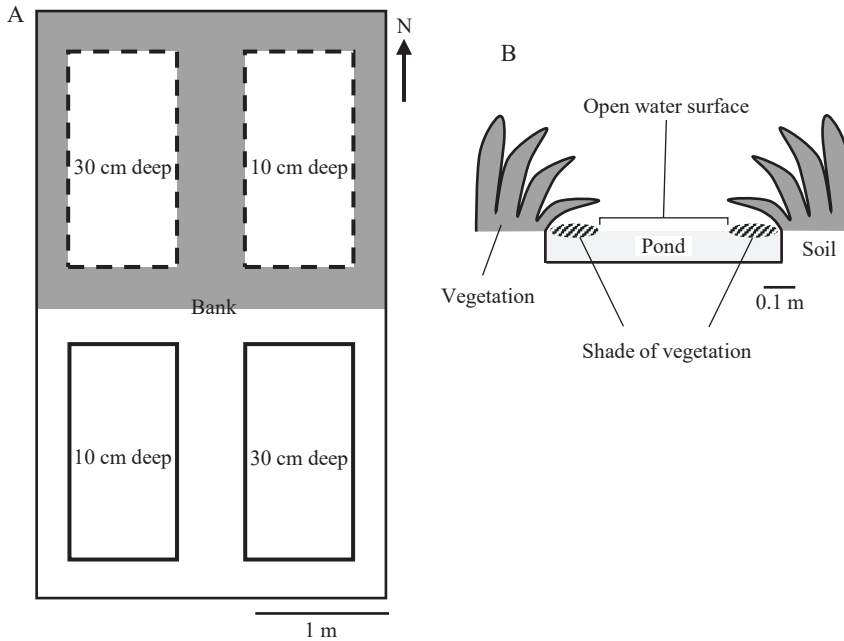 A
N
30 cm deep
10 cm deep
Bank
10 cm deep
30 cm deep
1 m
B
Open water surface
Pond
Soil
Vegetation
0.1 m
Shade of vegetation